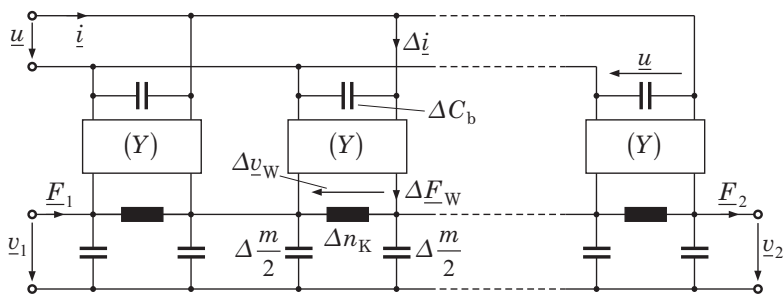 u i Δi
u
ΔC_b
(Y) (Y) (Y)
Δv_W
F_1 ΔF_W F_2
v_1 Δ m/2 Δn_K Δ m/2 v_2